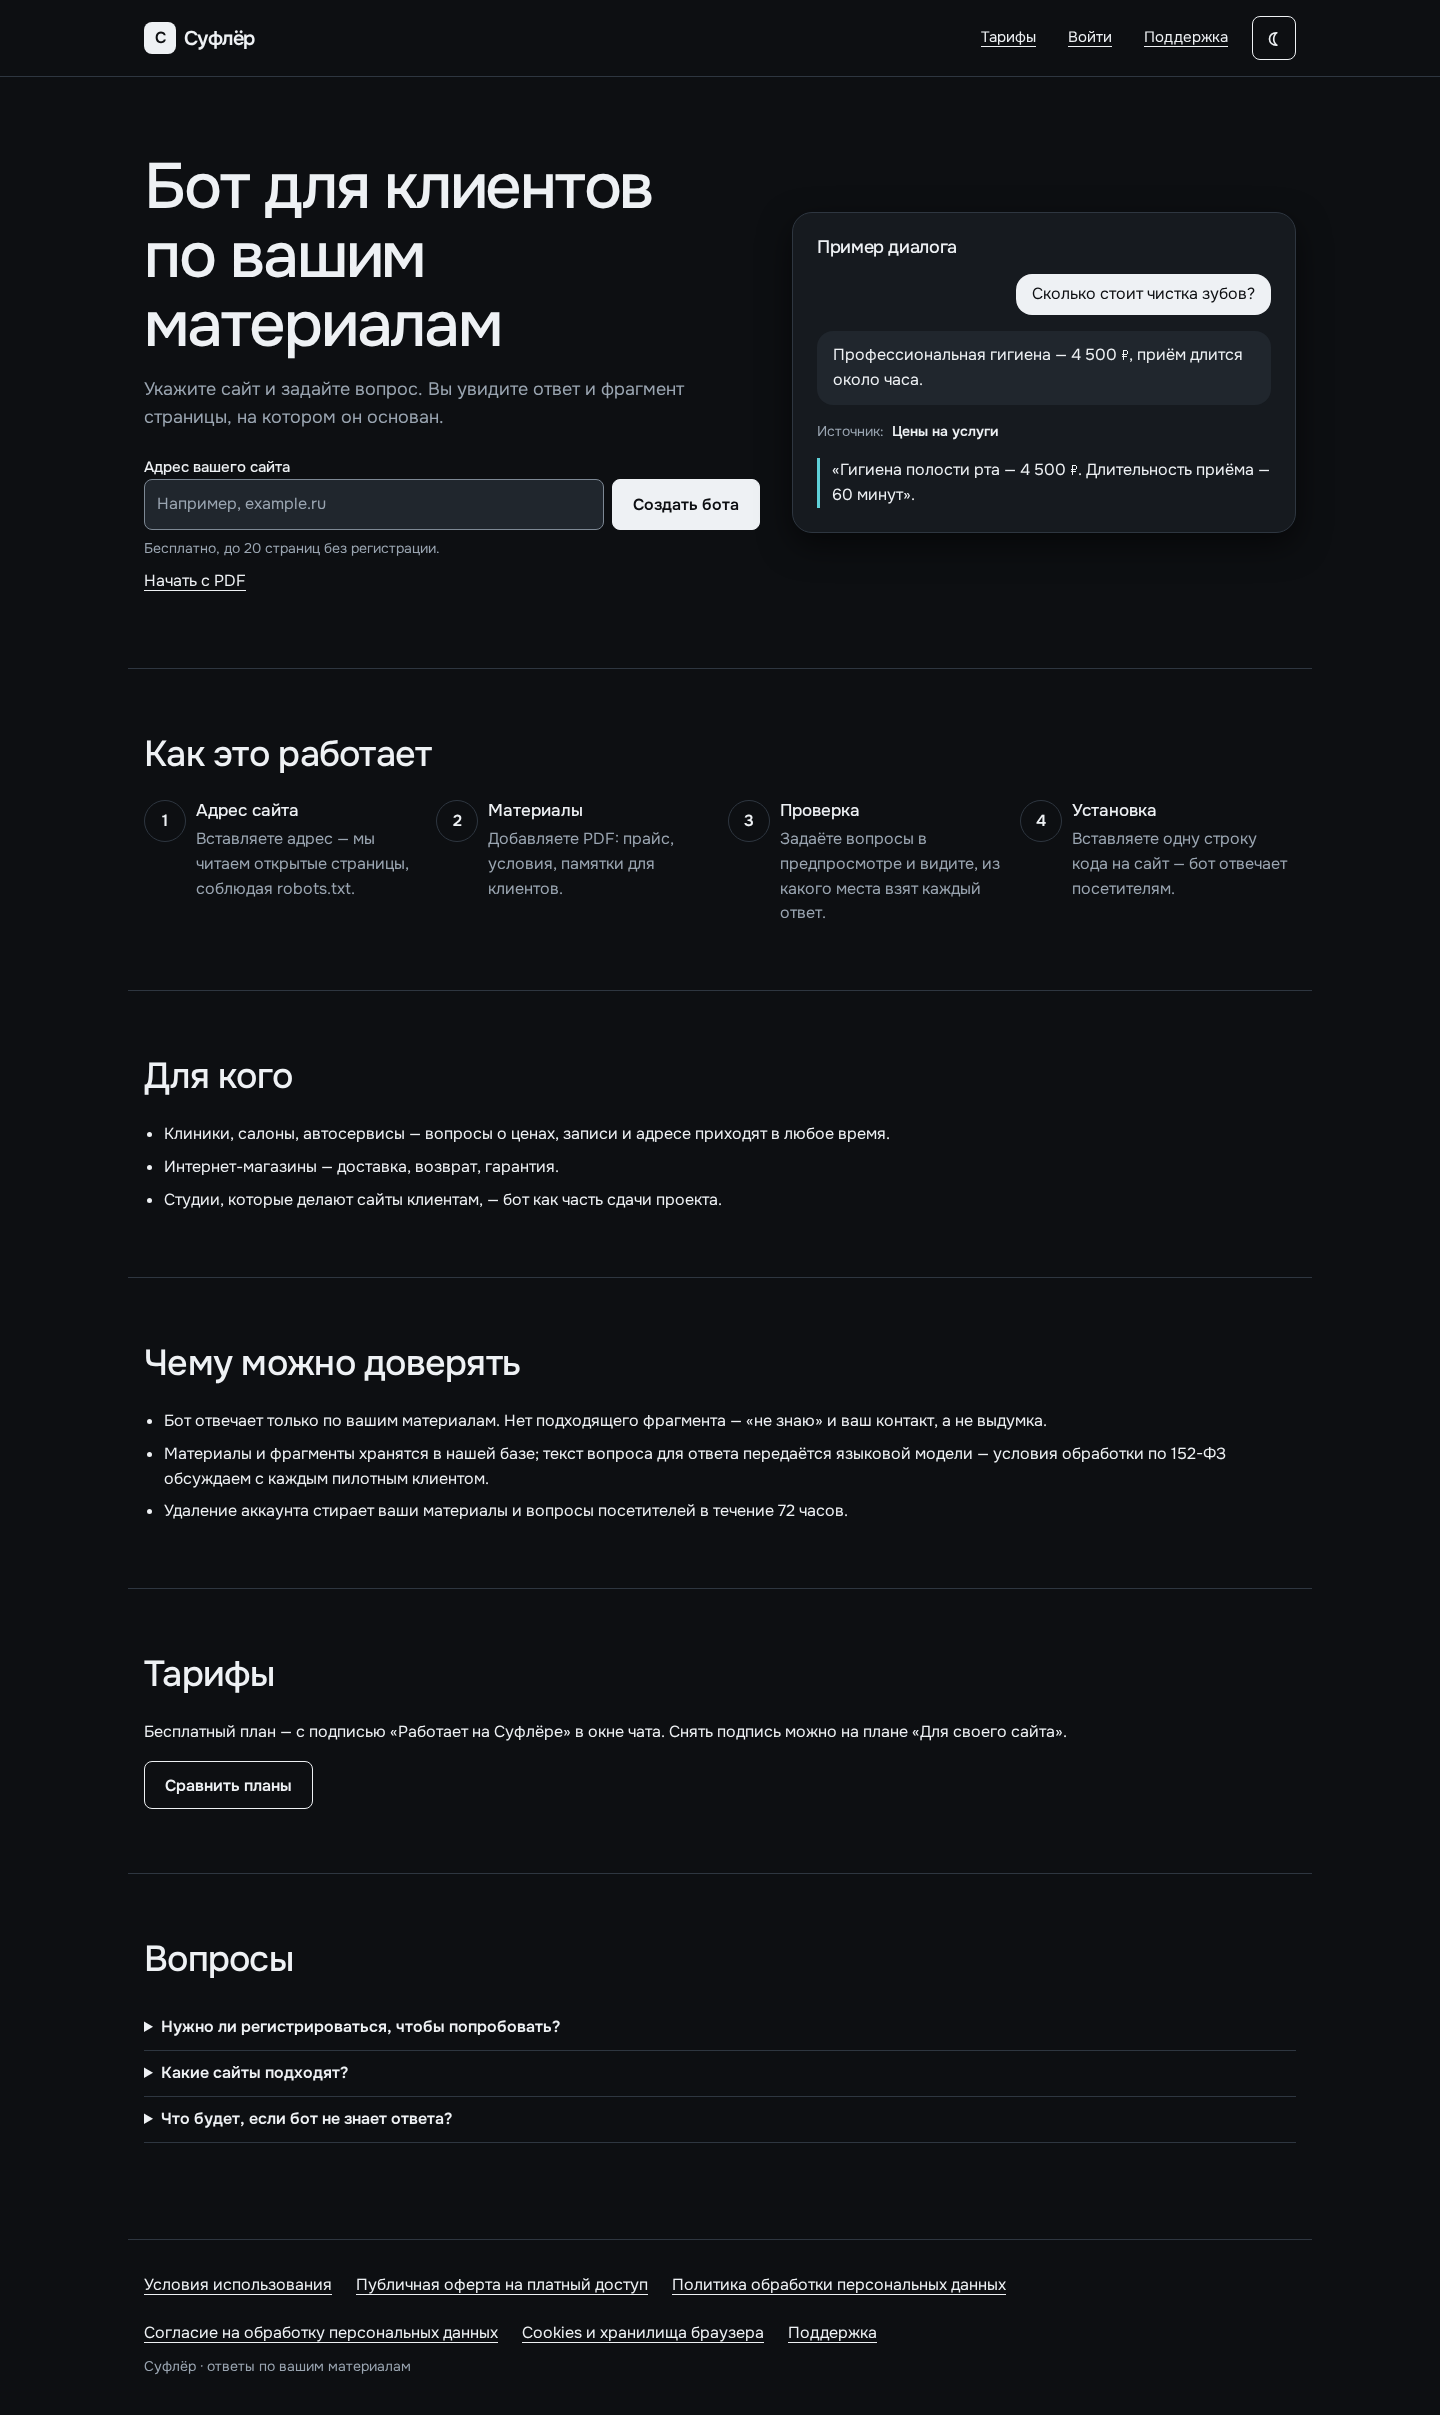 С Суфлёр
Тарифы Войти Поддержка
Бот для клиентов
по вашим
материалам
Укажите сайт и задайте вопрос. Вы увидите ответ и фрагмент
страницы, на котором он основан.
Адрес вашего сайта
Например, example.ru
Создать бота
Бесплатно, до 20 страниц без регистрации.
Начать с PDF
Пример диалога
Сколько стоит чистка зубов?
Профессиональная гигиена — 4 500 ₽, приём длится
около часа.
Источник: Цены на услуги
«Гигиена полости рта — 4 500 ₽. Длительность приёма —
60 минут».
Как это работает
1
Адрес сайта
Вставляете адрес — мы
читаем открытые страницы,
соблюдая robots.txt.
2
Материалы
Добавляете PDF: прайс,
условия, памятки для
клиентов.
3
Проверка
Задаёте вопросы в
предпросмотре и видите, из
какого места взят каждый
ответ.
4
Установка
Вставляете одну строку
кода на сайт — бот отвечает
посетителям.
Для кого
• Клиники, салоны, автосервисы — вопросы о ценах, записи и адресе приходят в любое время.
• Интернет-магазины — доставка, возврат, гарантия.
• Студии, которые делают сайты клиентам, — бот как часть сдачи проекта.
Чему можно доверять
• Бот отвечает только по вашим материалам. Нет подходящего фрагмента — «не знаю» и ваш контакт, а не выдумка.
• Материалы и фрагменты хранятся в нашей базе; текст вопроса для ответа передаётся языковой модели — условия обработки по 152-ФЗ
обсуждаем с каждым пилотным клиентом.
• Удаление аккаунта стирает ваши материалы и вопросы посетителей в течение 72 часов.
Тарифы
Бесплатный план — с подписью «Работает на Суфлёре» в окне чата. Снять подпись можно на плане «Для своего сайта».
Сравнить планы
Вопросы
Нужно ли регистрироваться, чтобы попробовать?
Какие сайты подходят?
Что будет, если бот не знает ответа?
Условия использования Публичная оферта на платный доступ Политика обработки персональных данных
Согласие на обработку персональных данных Cookies и хранилища браузера Поддержка
Суфлёр · ответы по вашим материалам